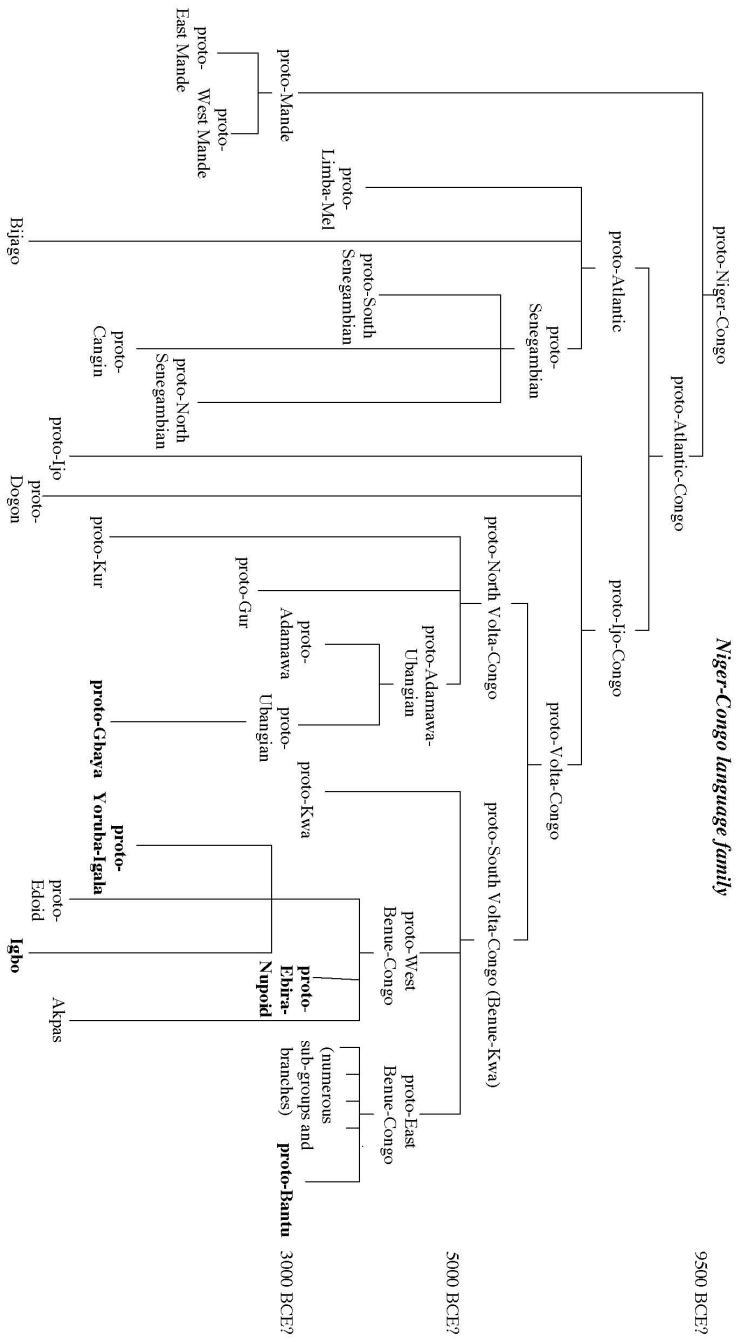 Niger-Congo language family
proto-Niger-Congo
9500 BCE?
proto-Atlantic-Congo
proto-Atlantic
proto-Ijo-Congo
proto-
Senegambian
proto-Volta-Congo
proto-North Volta-Congo
proto-South Volta-Congo (Benue-Kwa)
5000 BCE?
proto-Adamawa-
Ubangian
proto-West
Benue-Congo
proto-East
Benue-Congo
proto-
Limba-Mel
proto-South
Senegambian
proto-Mande
proto-
Adamawa
proto-
Ubangian
proto-Kwa
proto-
Ebira-
Nupoid
(numerous
sub-groups and
branches)
proto-Bantu
3000 BCE?
proto-Gur
proto-
East Mande
proto-
West Mande
proto-North
Senegambian
proto-
Cangin
proto-Kur
proto-Gbaya
proto-
Yoruba-Igala
proto-Ijo
proto-
Dogon
proto-
Edoid
Akpas
Bijago
Igbo